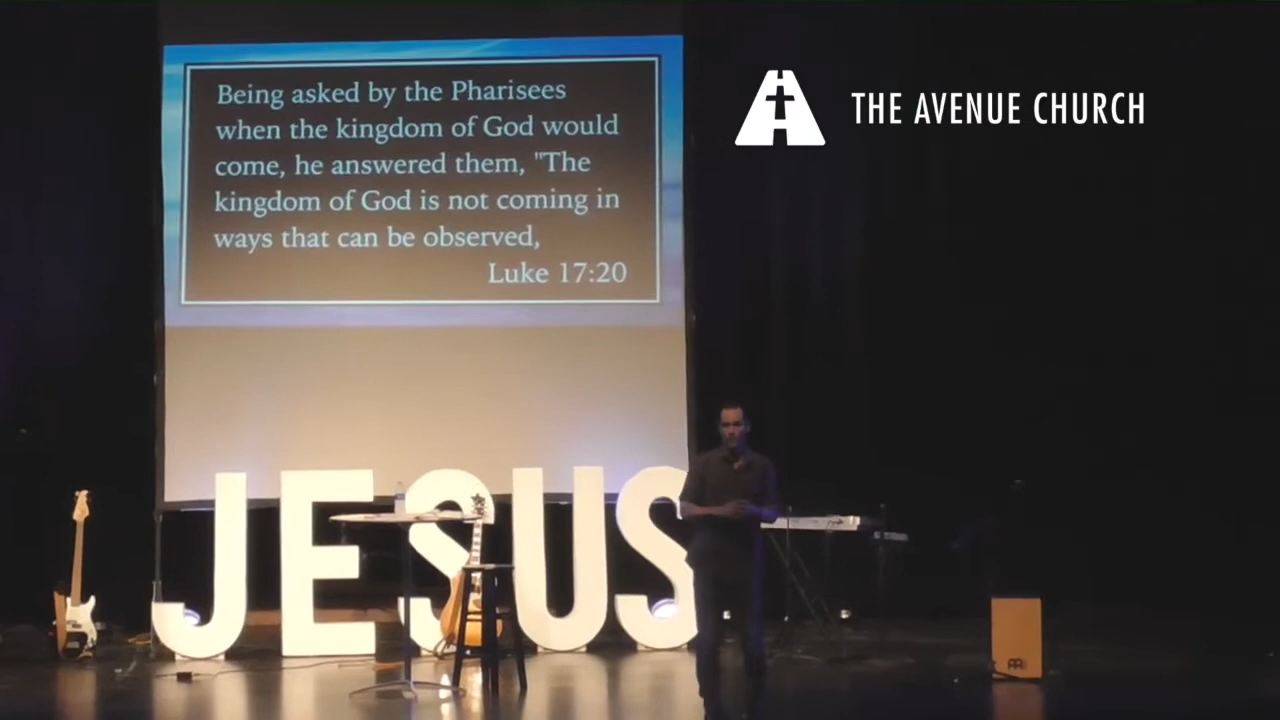 Being asked by the Pharisees
when the kingdom of God would
come, he answered them, "The
kingdom of God is not coming in
ways that can be observed,
Luke 17:20
THE AVENUE CHURCH
JESUS